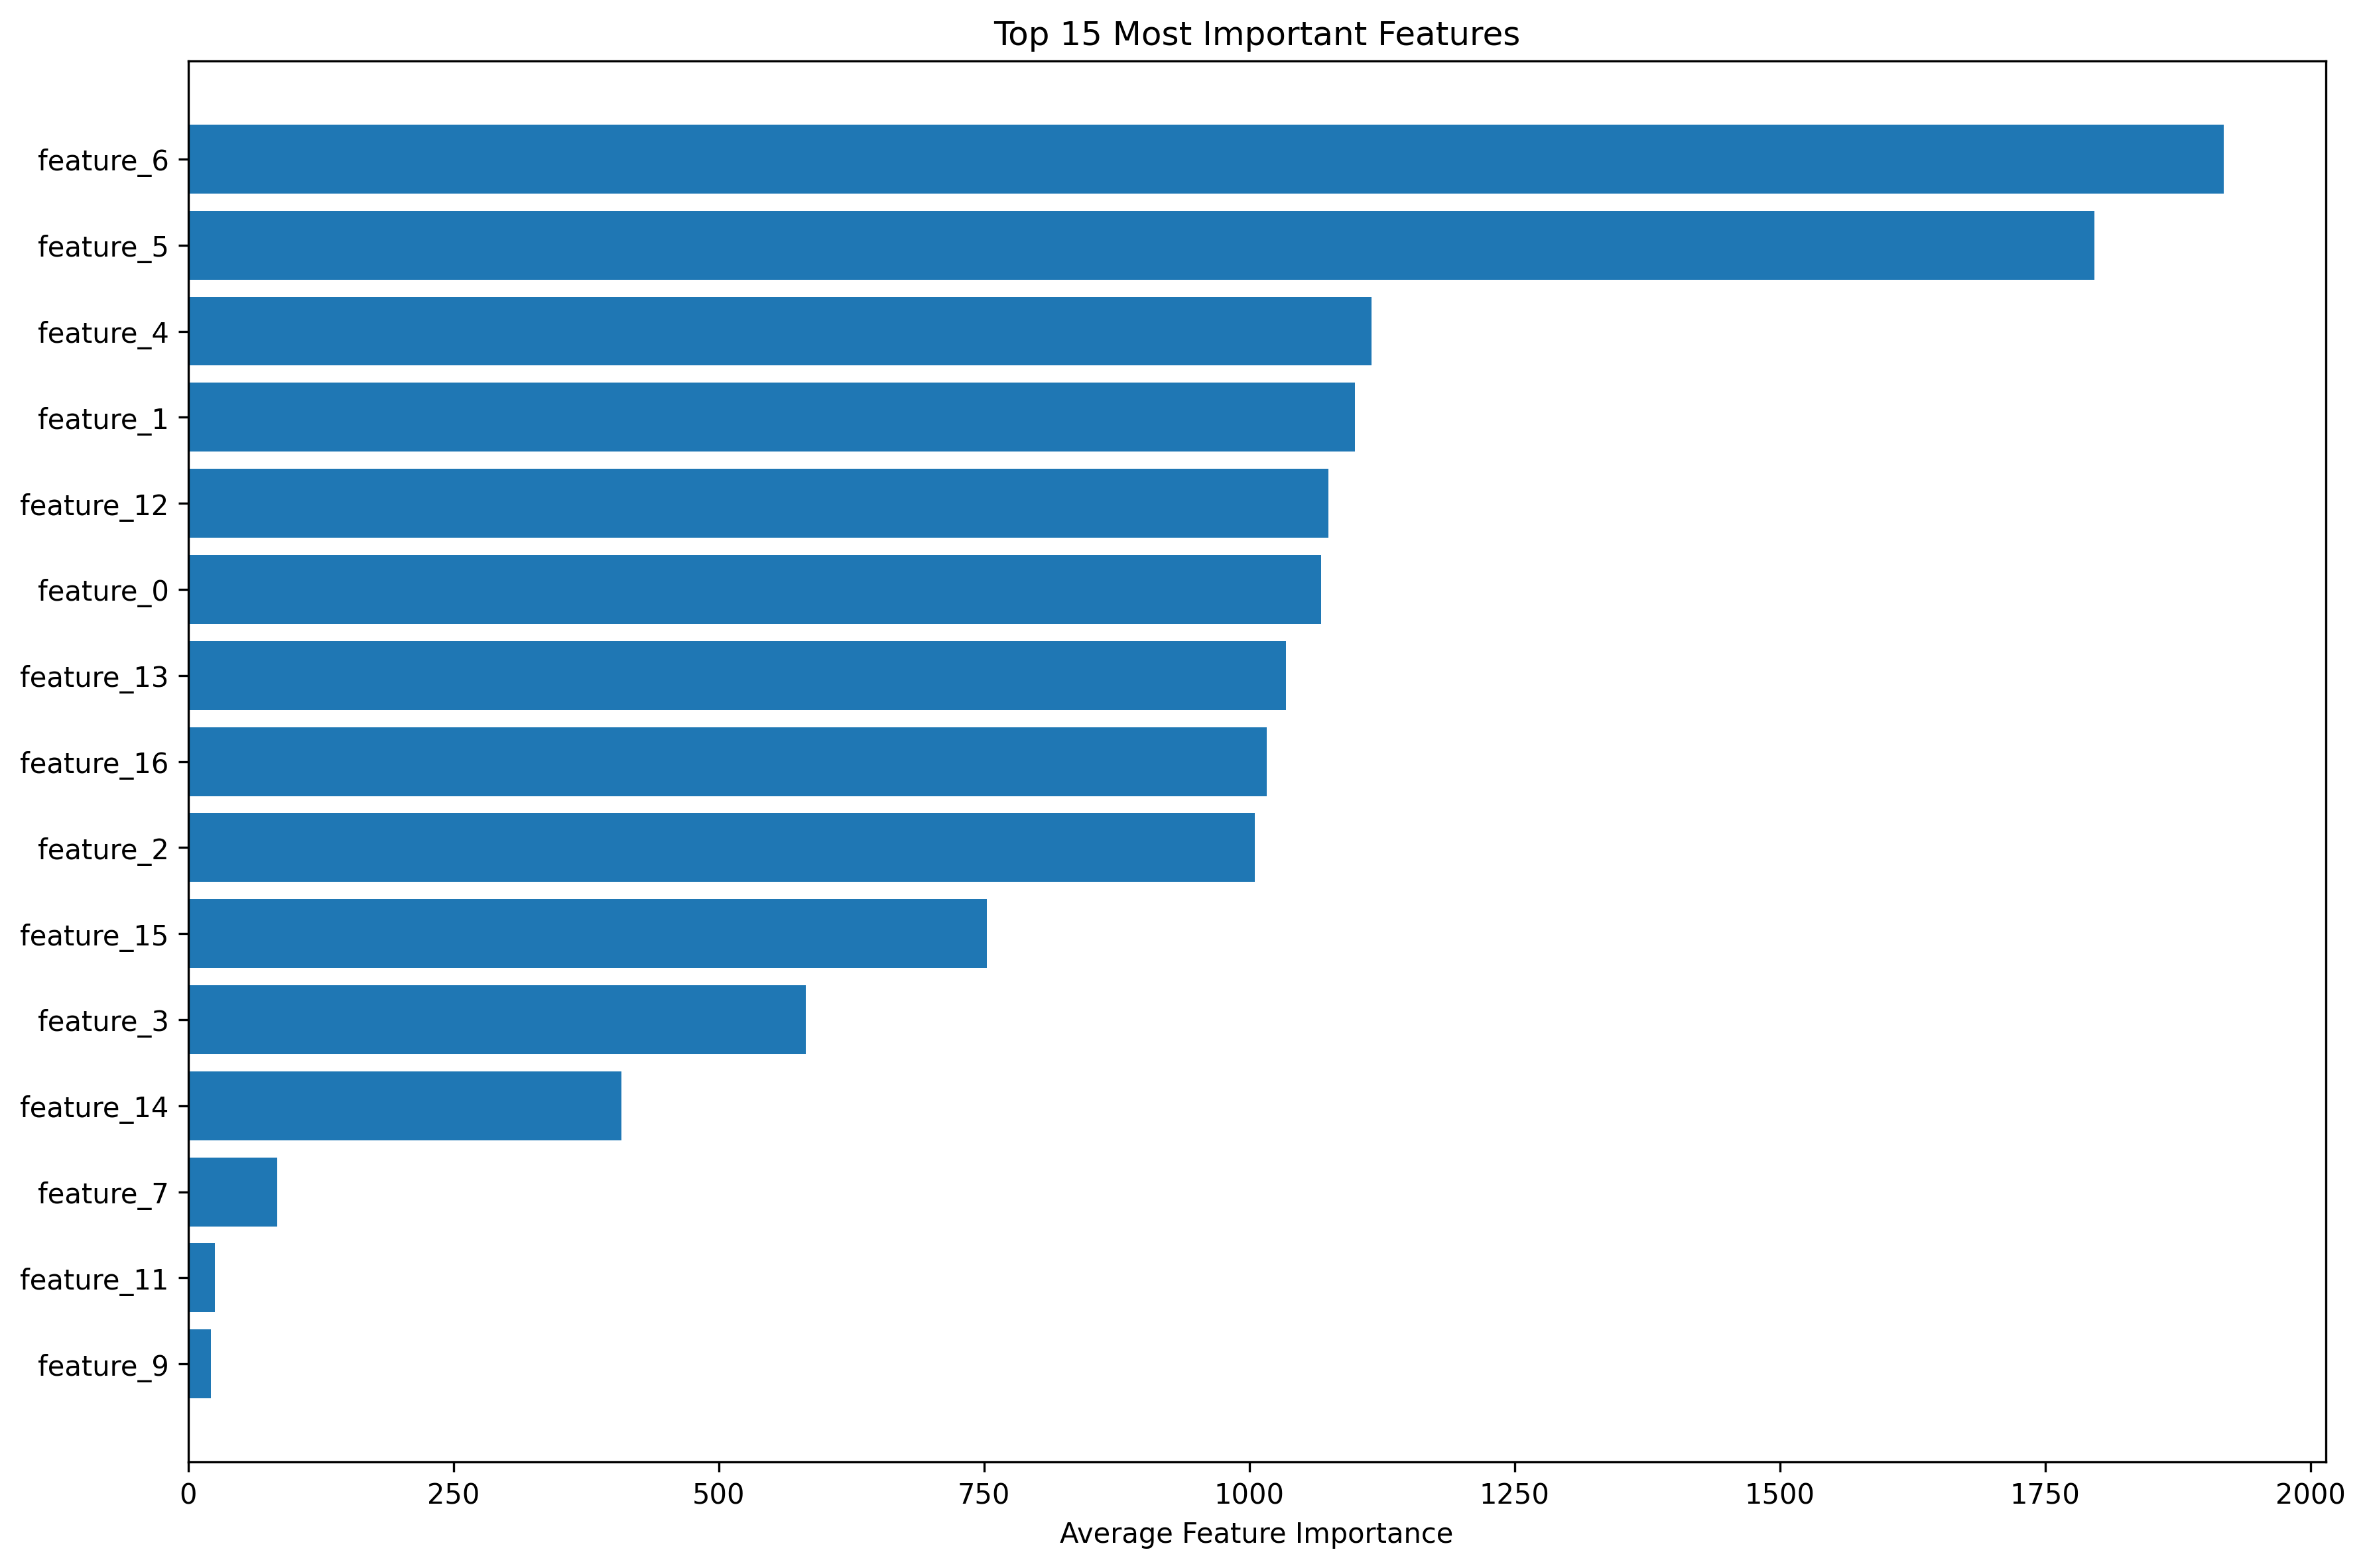 Top 15 Most Important Features
feature_6
feature_5
feature_4
feature_1
feature_12
feature_0
feature_13
feature_16
feature_2
feature_15
feature_3
feature_14
feature_7
feature_11
feature_9
0 250 500 750 1000 1250 1500 1750 2000
Average Feature Importance